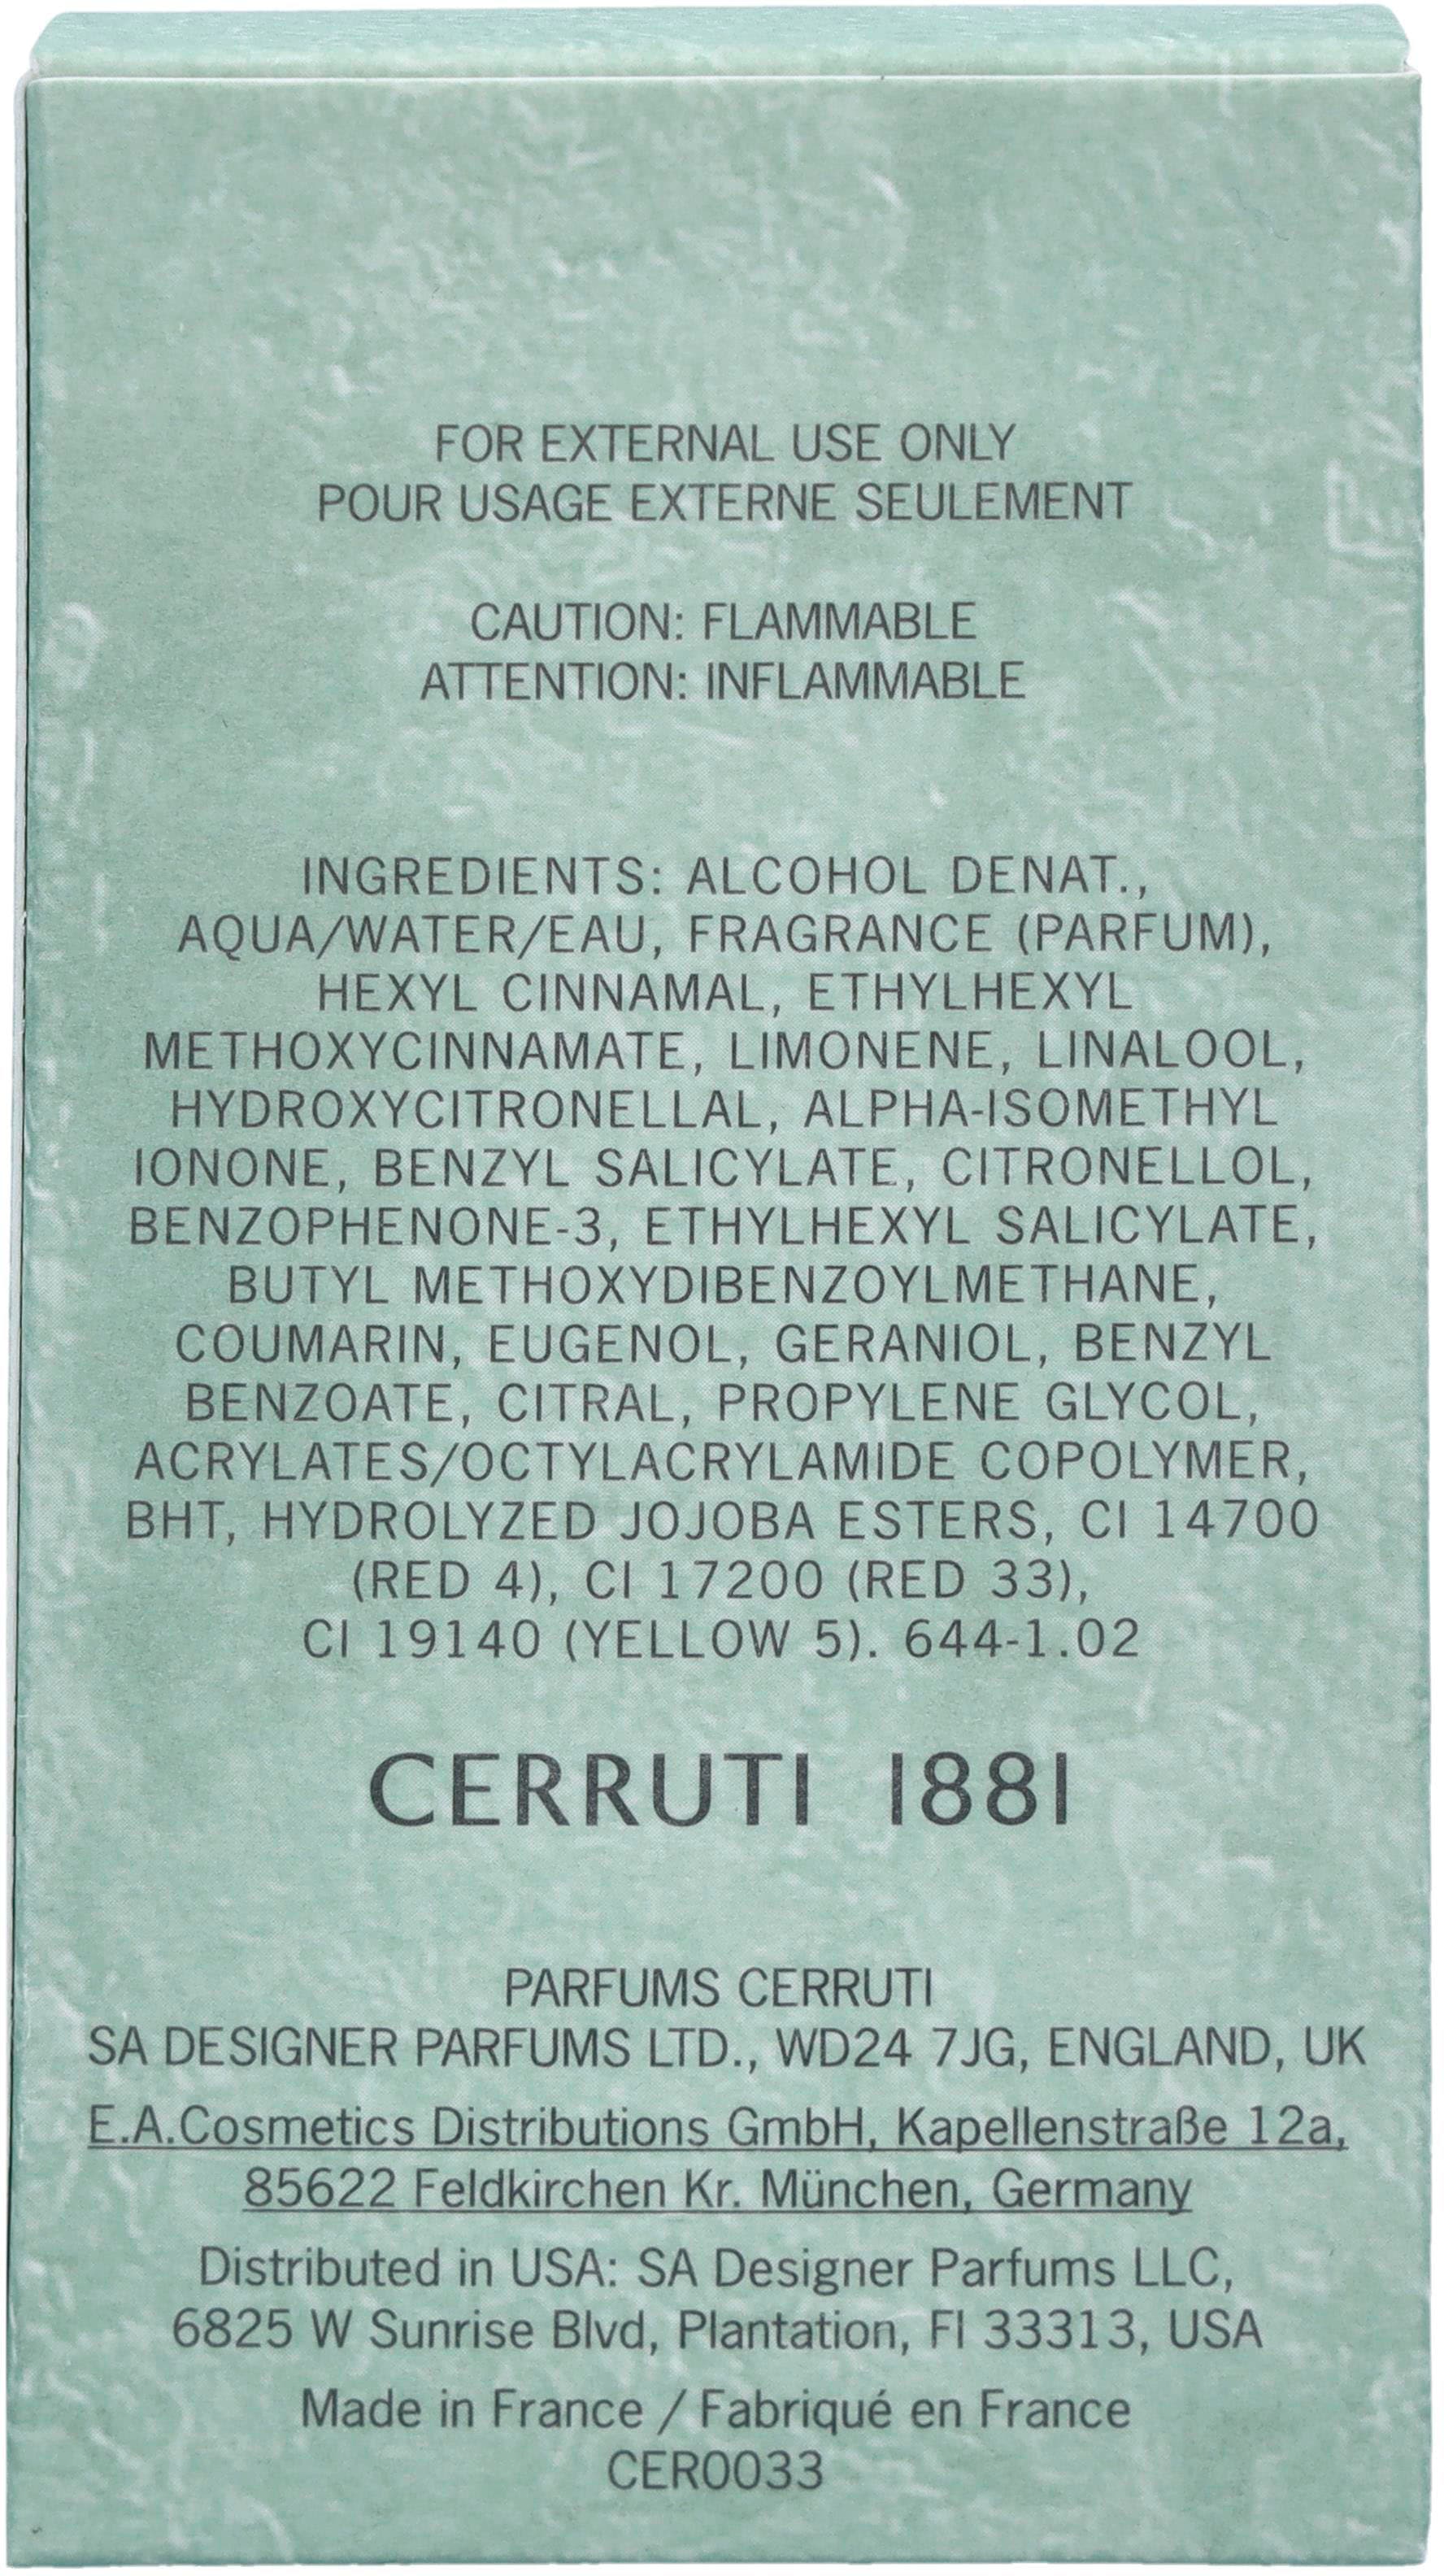 FOR EXTERNAL USE ONLY
POUR USAGE EXTERNE SEULEMENT
CAUTION: FLAMMABLE
ATTENTION: INFLAMMABLE
INGREDIENTS: ALCOHOL DENAT.,
AQUA/WATER/EAU, FRAGRANCE (PARFUM),
HEXYL CINNAMAL, ETHYLHEXYL
METHOXYCINNAMATE, LIMONENE, LINALOOL,
HYDROXYCITRONELLAL, ALPHA-ISOMETHYL
IONONE, BENZYL SALICYLATE, CITRONELLOL,
BENZOPHENONE-3, ETHYLHEXYL SALICYLATE,
BUTYL METHOXYDIBENZOYLMETHANE,
COUMARIN, EUGENOL, GERANIOL, BENZYL
BENZOATE, CITRAL, PROPYLENE GLYCOL,
ACRYLATES/OCTYLACRYLAMIDE COPOLYMER,
BHT, HYDROLYZED JOJOBA ESTERS, CI 14700
(RED 4), CI 17200 (RED 33),
CI 19140 (YELLOW 5). 644-1.02
CERRUTI 1881
PARFUMS CERRUTI
SA DESIGNER PARFUMS LTD., WD24 7JG, ENGLAND, UK
E.A.Cosmetics Distributions GmbH, Kapellenstraße 12a,
85622 Feldkirchen Kr. München, Germany
Distributed in USA: SA Designer Parfums LLC,
6825 W Sunrise Blvd, Plantation, Fl 33313, USA
Made in France / Fabriqué en France
CER0033